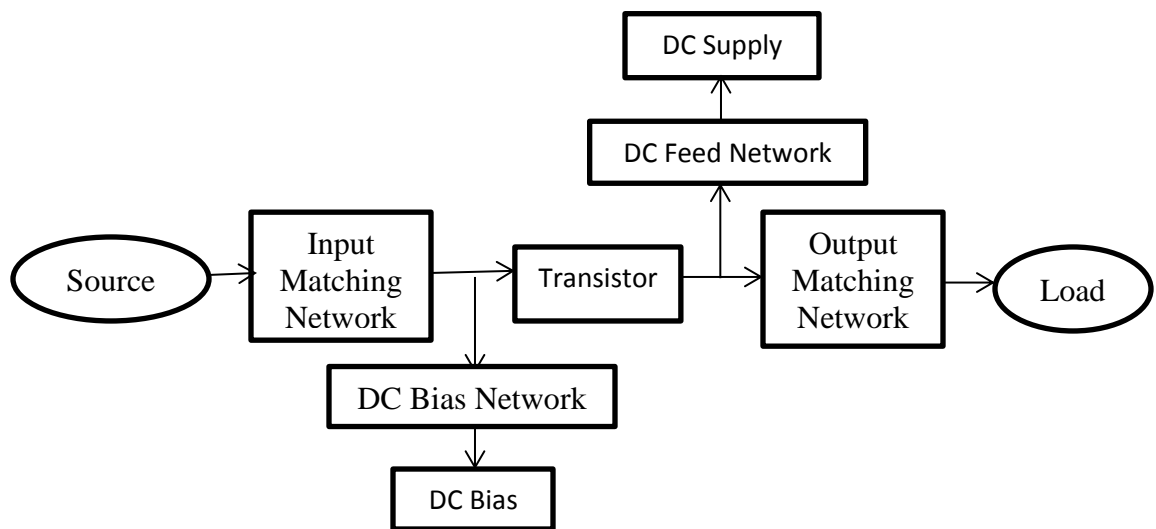 DC Supply
DC Feed Network
Source
Input
Matching
Network
Transistor
Output
Matching
Network
Load
DC Bias Network
DC Bias